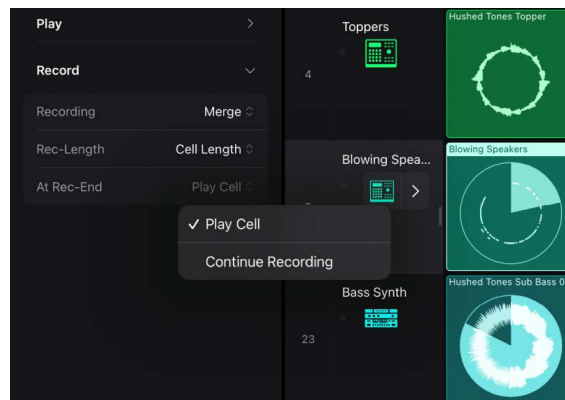 Play
Record
Recording Merge
Rec-Length Cell Length
At Rec-End Play Cell
✓ Play Cell
Continue Recording
4
Toppers
Hushed Tones Topper
Blowing Spea...
Blowing Speakers
23
Bass Synth
Hushed Tones Sub Bass 0